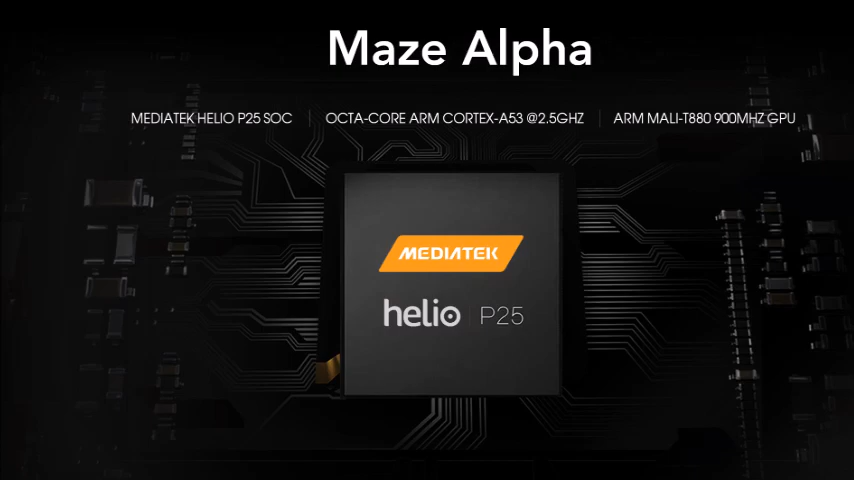 Maze Alpha
MEDIATEK HELIO P25 SOC | OCTA-CORE ARM CORTEX-A53 @2.5GHZ | ARM MALI-T880 900MHZ GPU
MEDIATEK
helio | P25